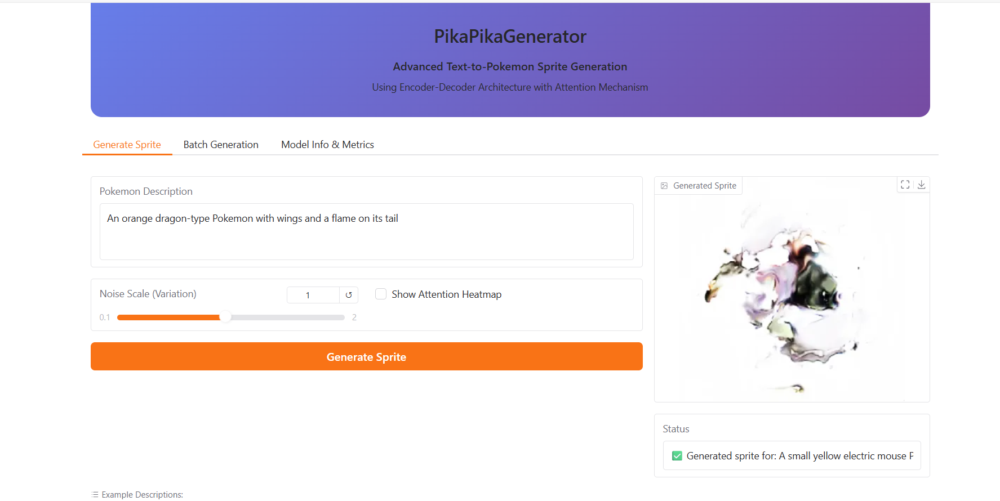 PikaPikaGenerator
Advanced Text-to-Pokemon Sprite Generation
Using Encoder-Decoder Architecture with Attention Mechanism
Generate Sprite
Batch Generation
Model Info & Metrics
Pokemon Description
An orange dragon-type Pokemon with wings and a flame on its tail
Noise Scale (Variation)
1
Show Attention Heatmap
0.1
2
Generate Sprite
Generated Sprite
Status
✅ Generated sprite for: A small yellow electric mouse P
Example Descriptions: